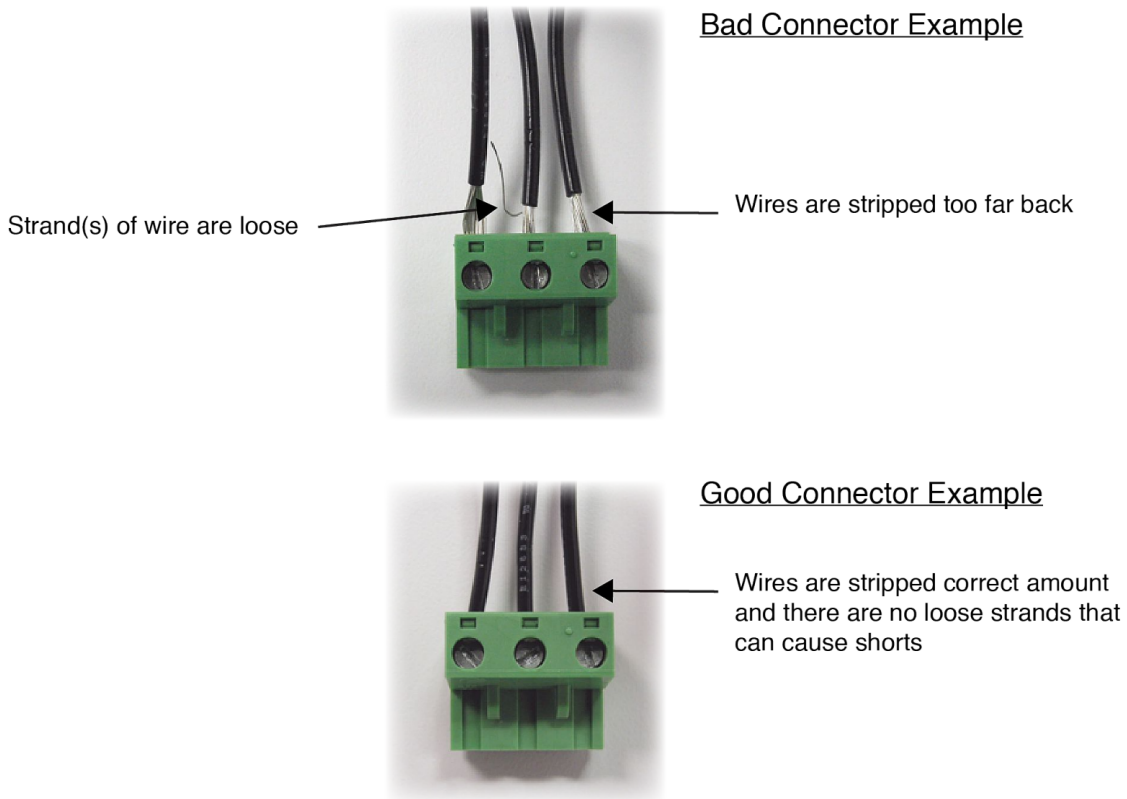 Bad Connector Example
Strand(s) of wire are loose
Wires are stripped too far back
Good Connector Example
Wires are stripped correct amount
and there are no loose strands that
can cause shorts